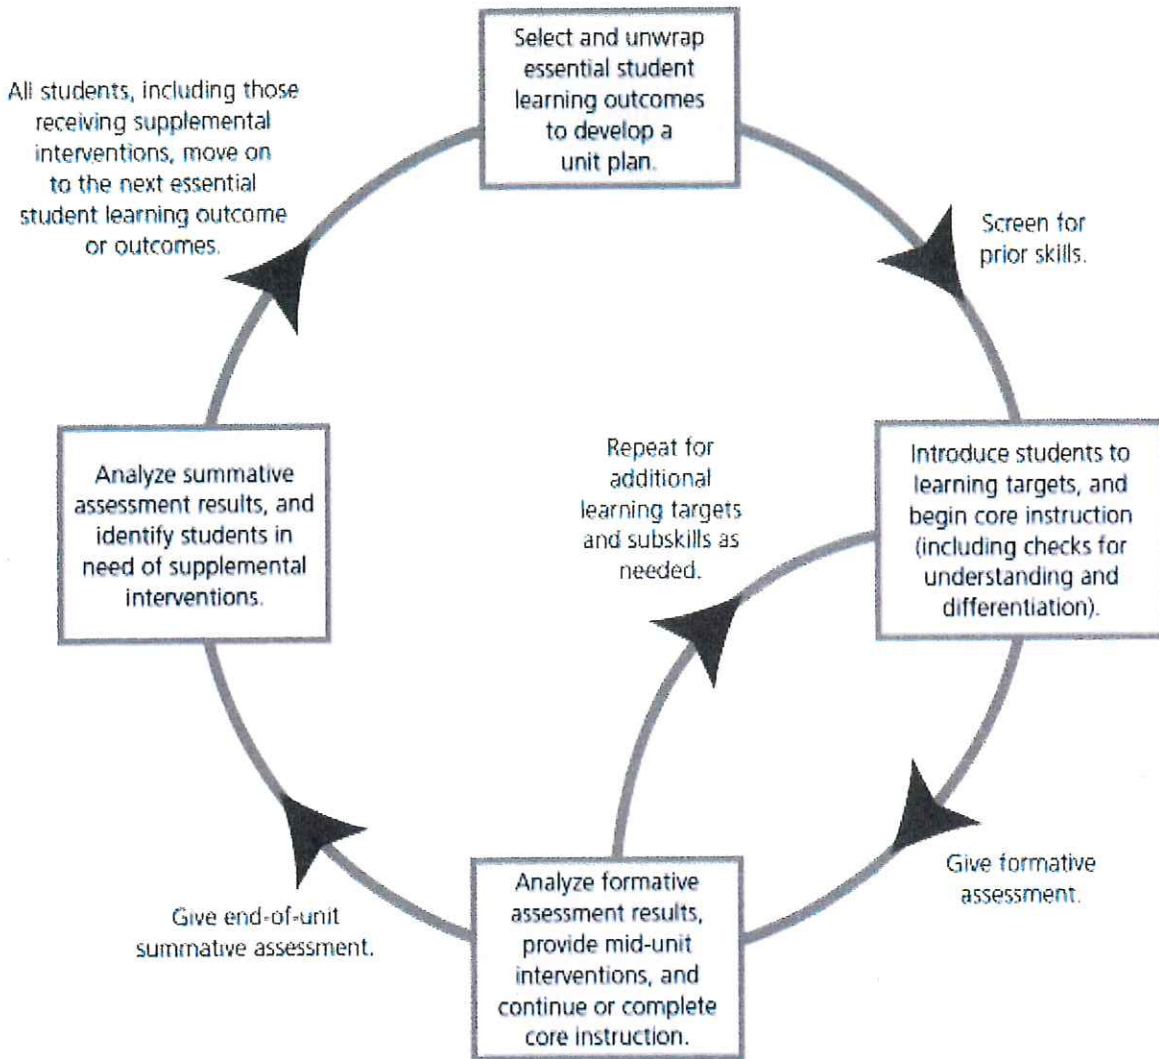 Select and unwrap
essential student
learning outcomes
to develop a
unit plan.
Screen for
prior skills.
Introduce students to
learning targets, and
begin core instruction
(including checks for
understanding and
differentiation).
Give formative
assessment.
Analyze formative
assessment results,
provide mid-unit
interventions, and
continue or complete
core instruction.
Repeat for
additional
learning targets
and subskills as
needed.
Give end-of-unit
summative assessment.
Analyze summative
assessment results, and
identify students in
need of supplemental
interventions.
All students, including those
receiving supplemental
interventions, move on
to the next essential
student learning outcome
or outcomes.